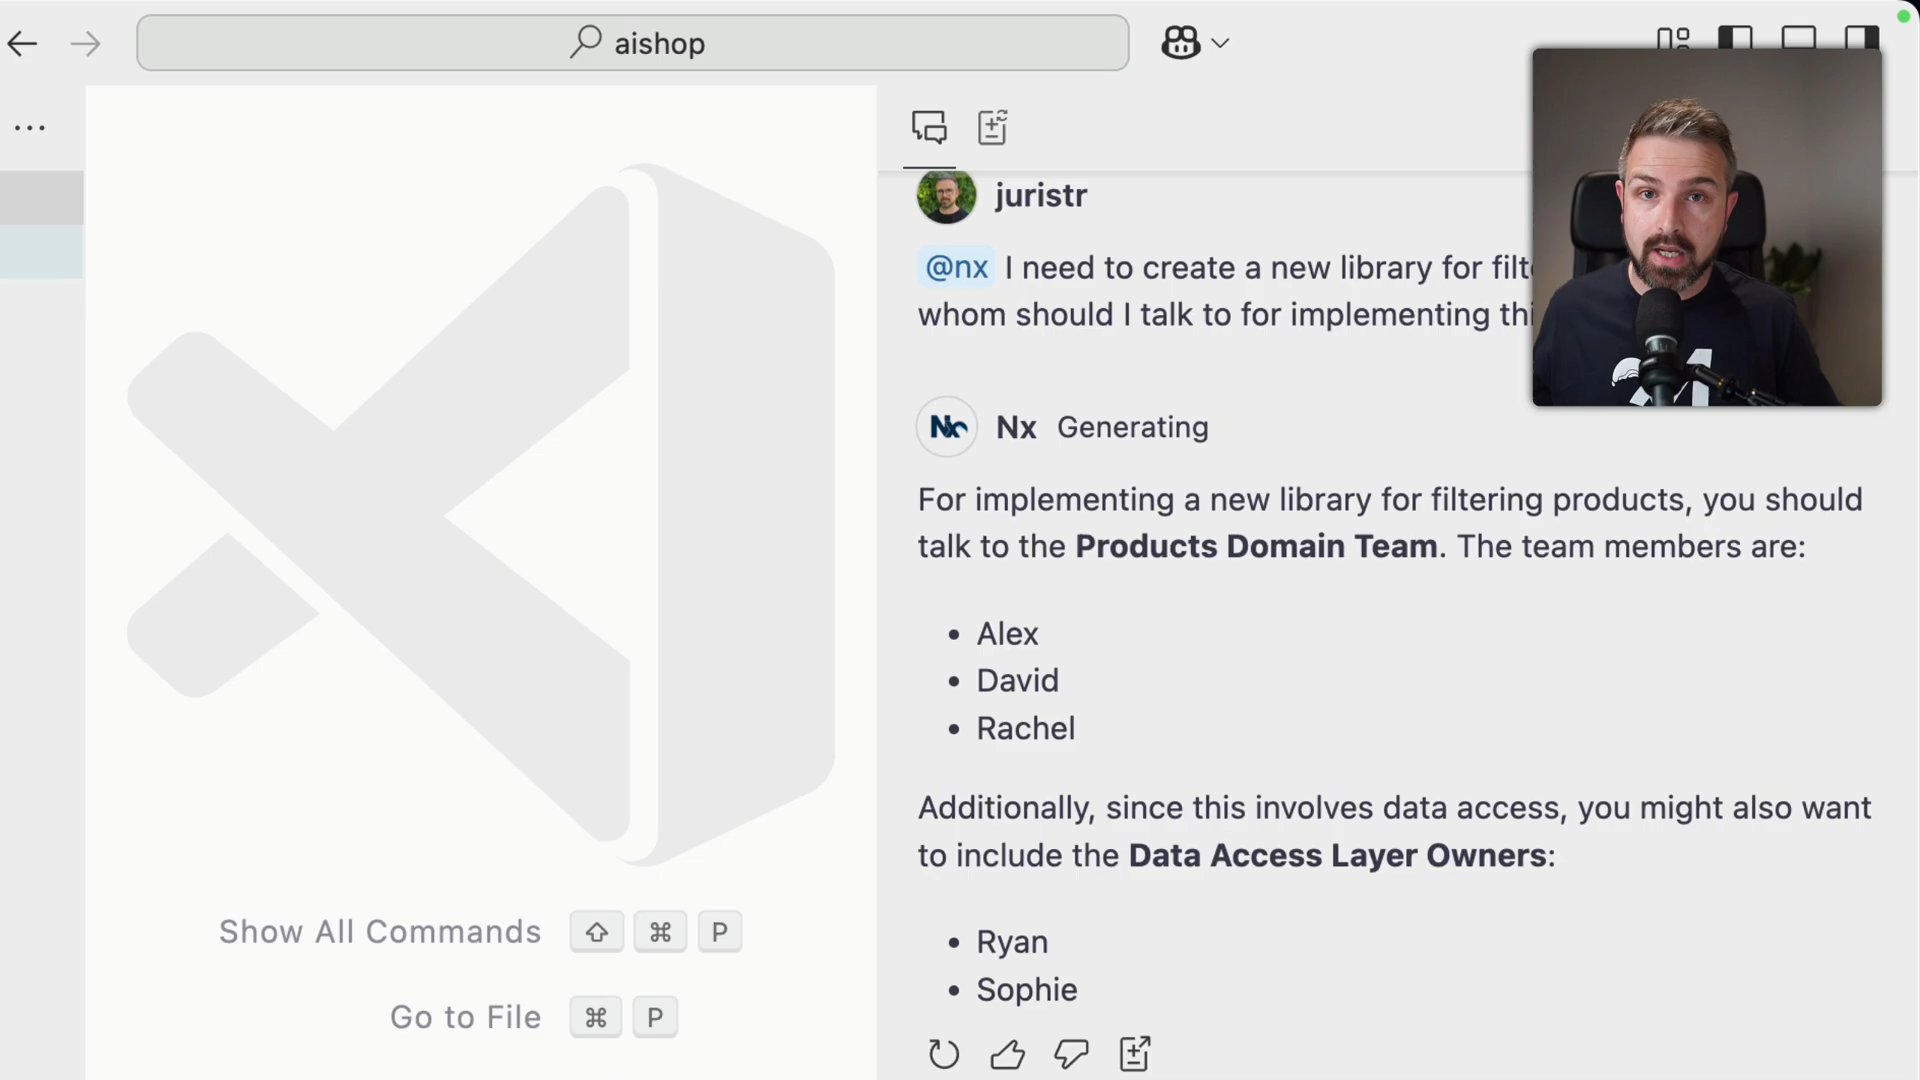 aishop
juristr
@nx I need to create a new library for
whom should I talk to for implementing
Nx Nx Generating
For implementing a new library for filtering products, you should
talk to the Products Domain Team. The team members are:
• Alex
• David
• Rachel
Additionally, since this involves data access, you might also want
to include the Data Access Layer Owners:
• Ryan
• Sophie
Show All Commands ⇧ ⌘ P
Go to File ⌘ P